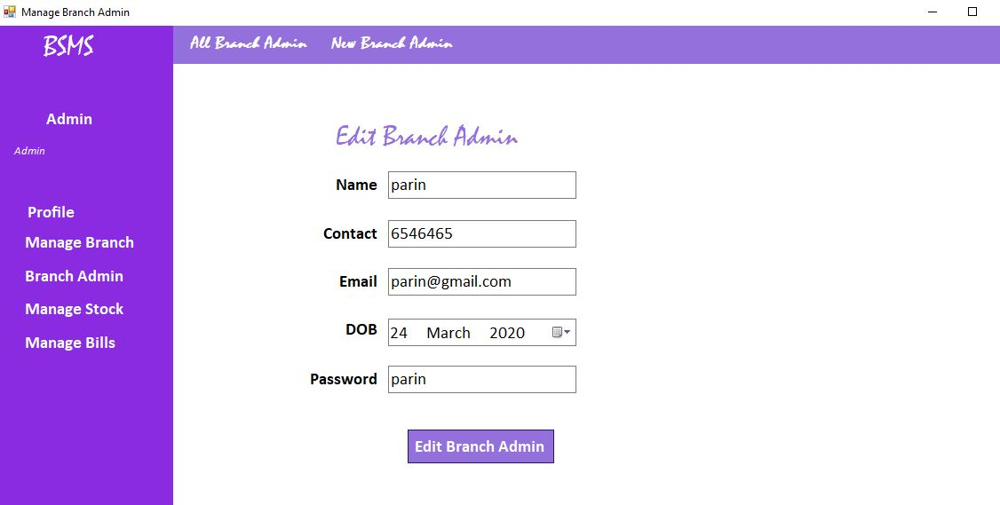 Manage Branch Admin
BSMS
All Branch Admin
New Branch Admin
Admin
Admin
Profile
Manage Branch
Branch Admin
Manage Stock
Manage Bills
Edit Branch Admin
Name parin
Contact 6546465
Email parin@gmail.com
DOB 24 March 2020
Password parin
Edit Branch Admin